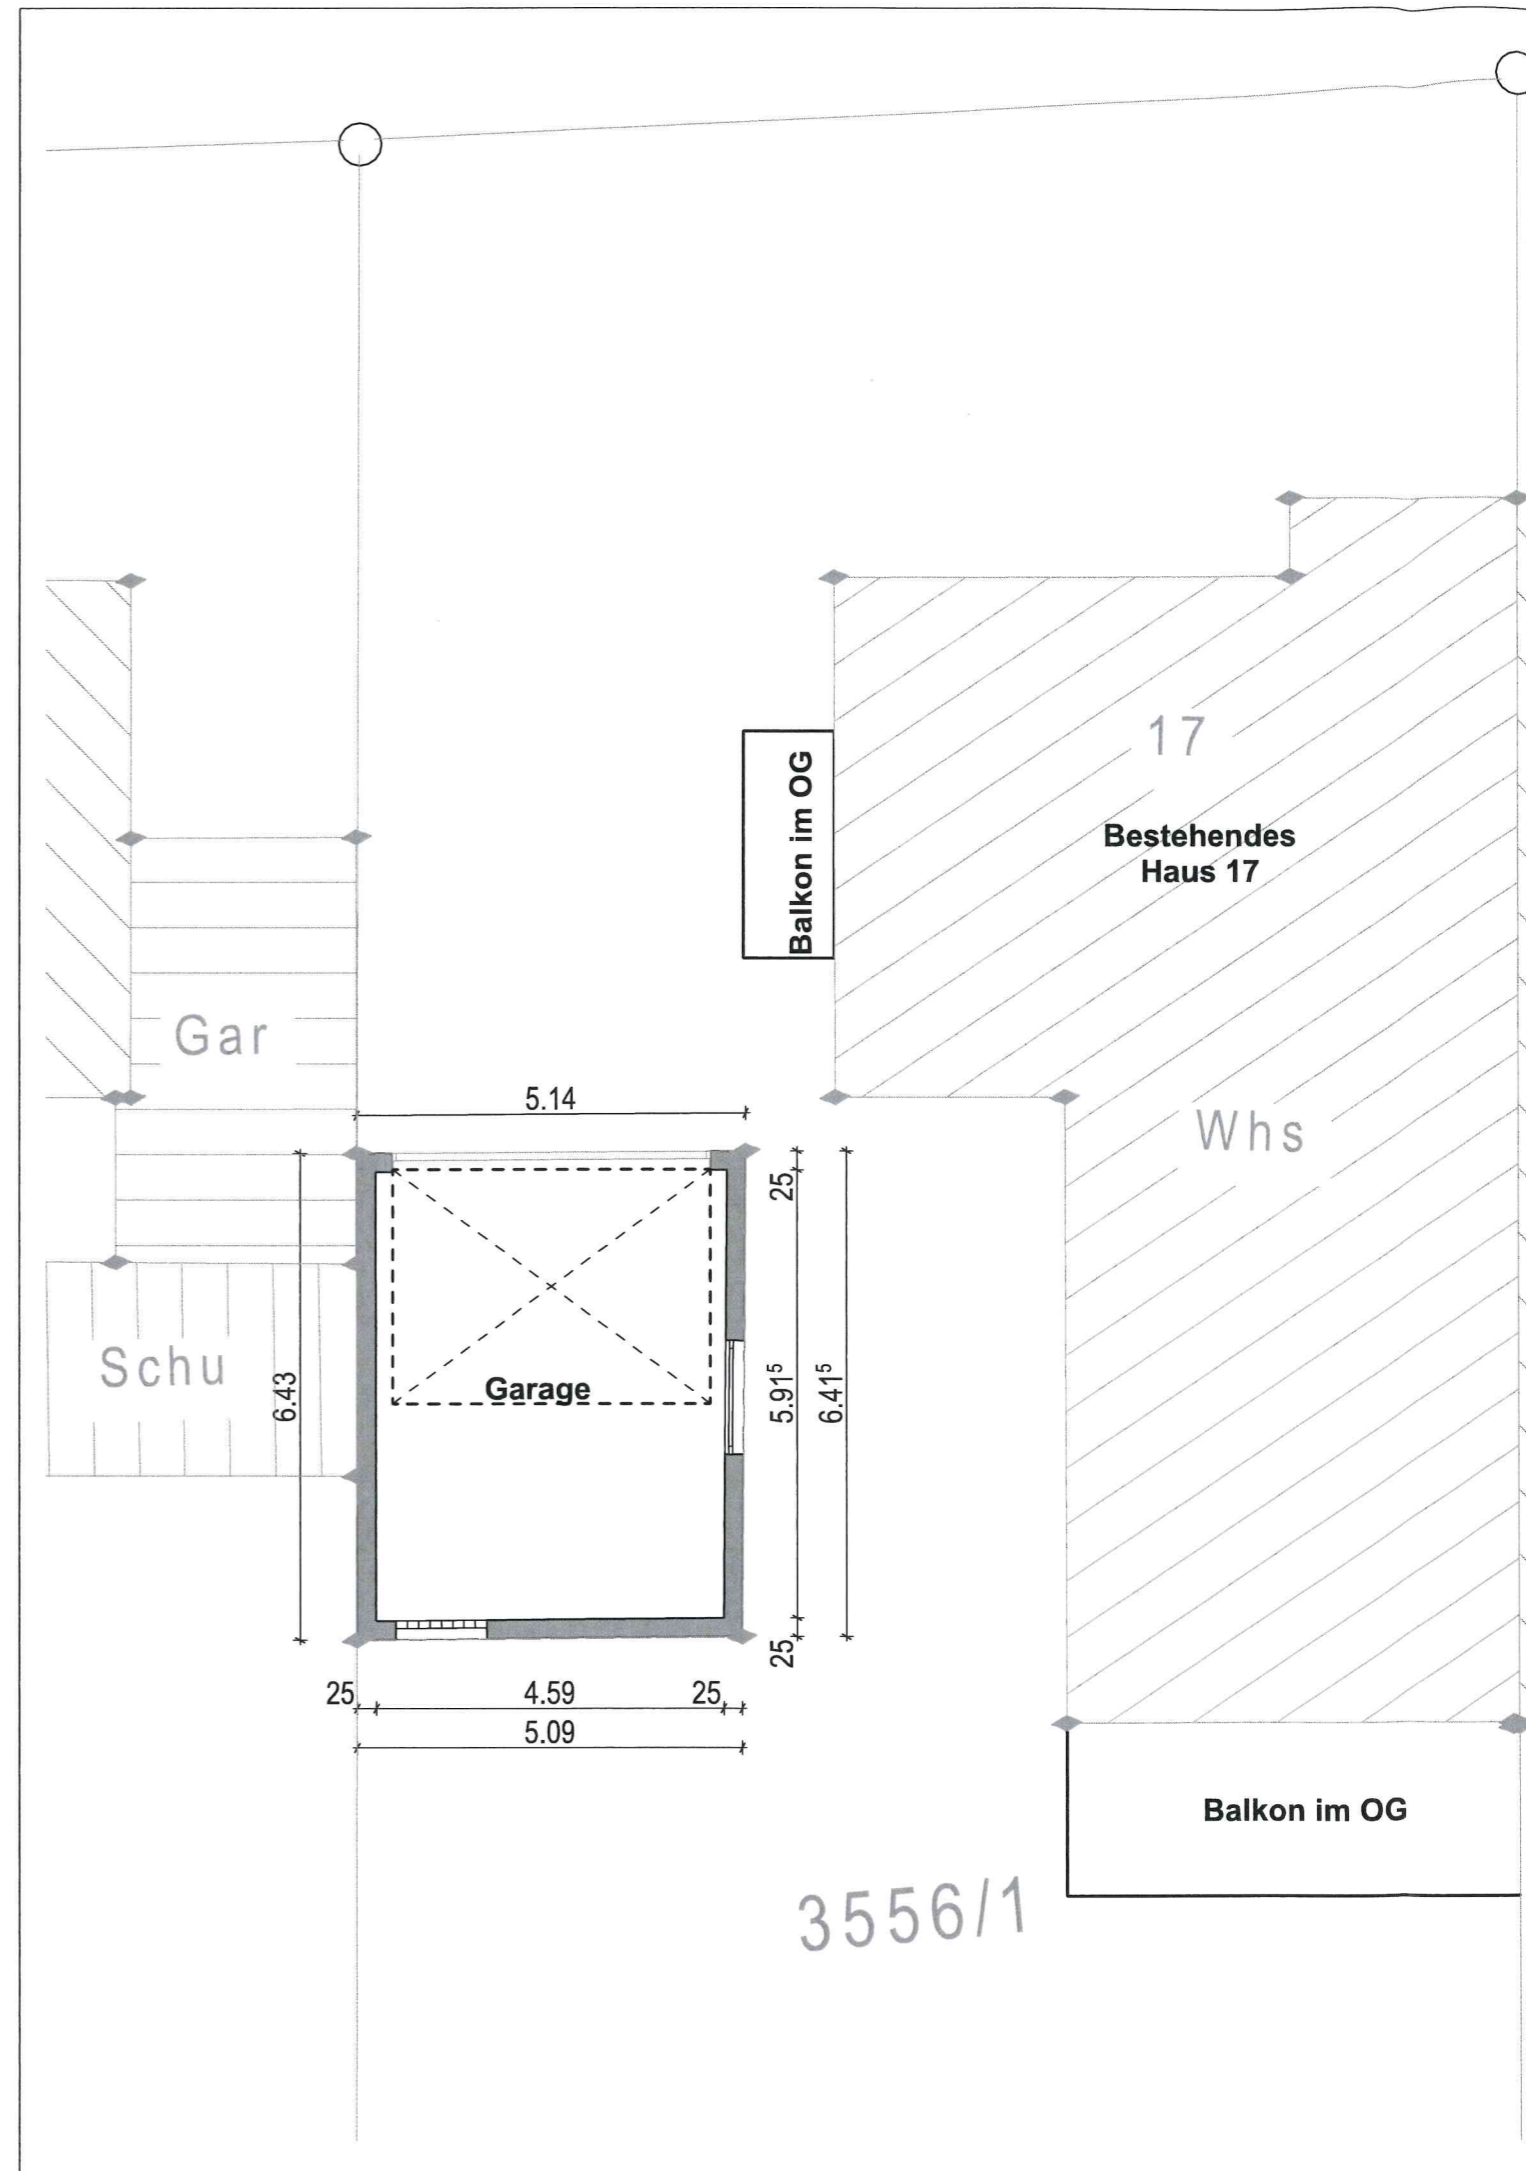 17
Balkon im OG
Bestehendes
Haus 17
Gar
5.14
Whs
25
Schu
6.43
Garage
5.91⁵
6.41⁵
25
25
4.59
25
5.09
Balkon im OG
3556/1